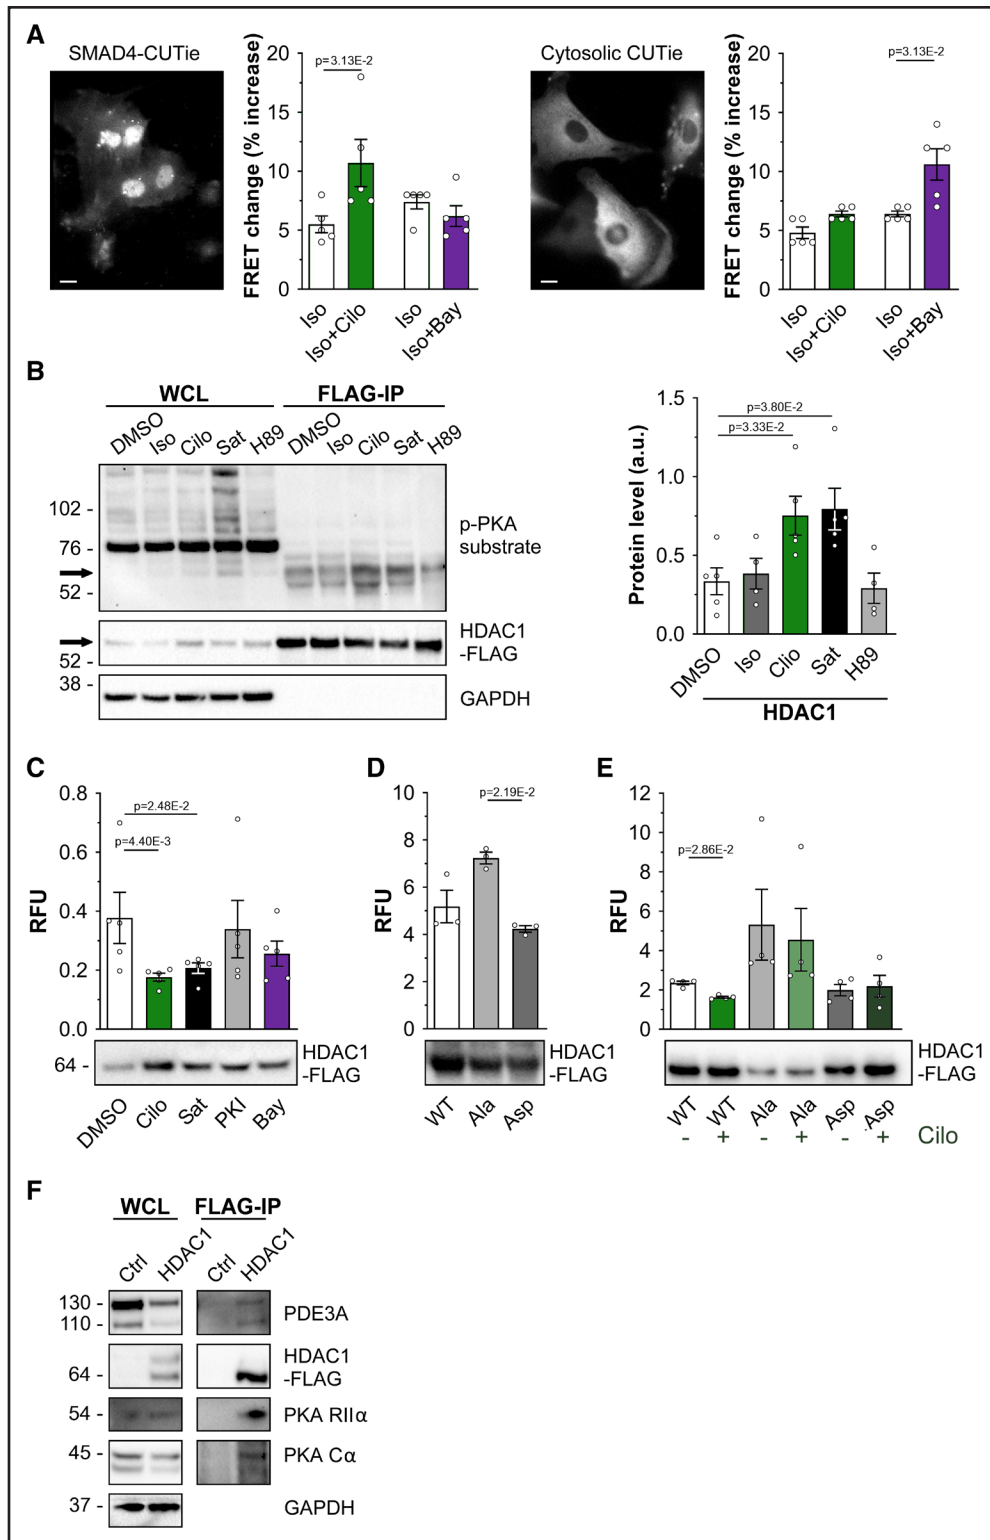 A
SMAD4-CUTie
FRET change (% increase)
20
15
10
5
0
p=3.13E-2
Iso
Iso+Cilo
Iso
Iso+Bay
Cytosolic CUTie
FRET change (% increase)
20
15
10
5
0
p=3.13E-2
Iso
Iso+Cilo
Iso
Iso+Bay
B
WCL FLAG-IP
DMSO Iso Cilo Sat H89 DMSO Iso Cilo Sat H89
102 -
76 -
52 -
p-PKA
substrate
52 -
HDAC1
-FLAG
38 -
GAPDH
Protein level (a.u.)
1.5
1.0
0.5
0.0
p=3.80E-2
p=3.33E-2
DMSO Iso Cilo Sat H89
HDAC1
C
RFU
0.8
0.6
0.4
0.2
0.0
p=2.48E-2
p=4.40E-3
64 -
HDAC1
-FLAG
DMSO Cilo Sat PKI Bay
D
RFU
10
8
6
4
2
0
p=2.19E-2
HDAC1
-FLAG
WT Ala Asp
E
RFU
12
10
8
6
4
2
0
p=2.86E-2
HDAC1
-FLAG
WT WT Ala Ala Asp Asp
- + - + - + Cilo
F
WCL FLAG-IP
Ctrl HDAC1 Ctrl HDAC1
130 -
110 -
PDE3A
64 -
HDAC1
-FLAG
54 -
PKA RIIα
45 -
PKA Cα
37 -
GAPDH